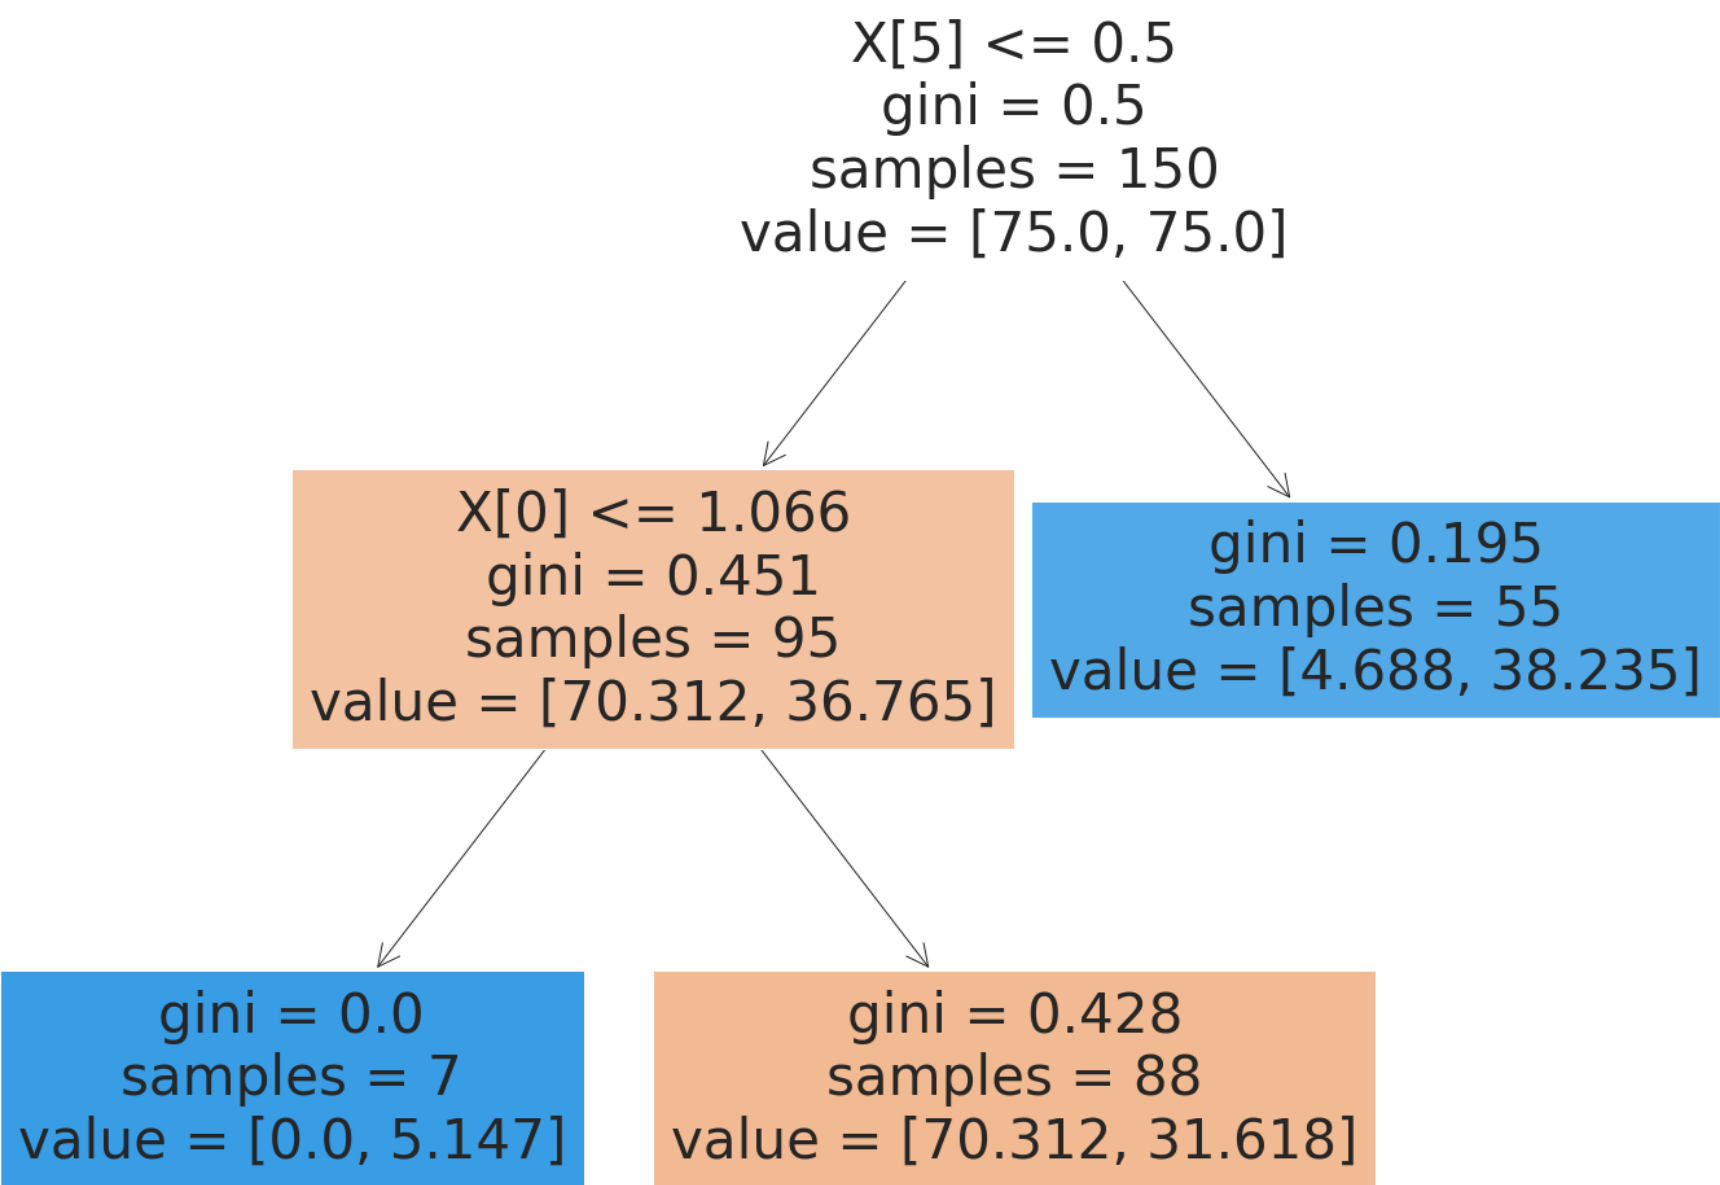 X[5] <= 0.5
gini = 0.5
samples = 150
value = [75.0, 75.0]
X[0] <= 1.066
gini = 0.451
samples = 95
value = [70.312, 36.765]
gini = 0.195
samples = 55
value = [4.688, 38.235]
gini = 0.0
samples = 7
value = [0.0, 5.147]
gini = 0.428
samples = 88
value = [70.312, 31.618]